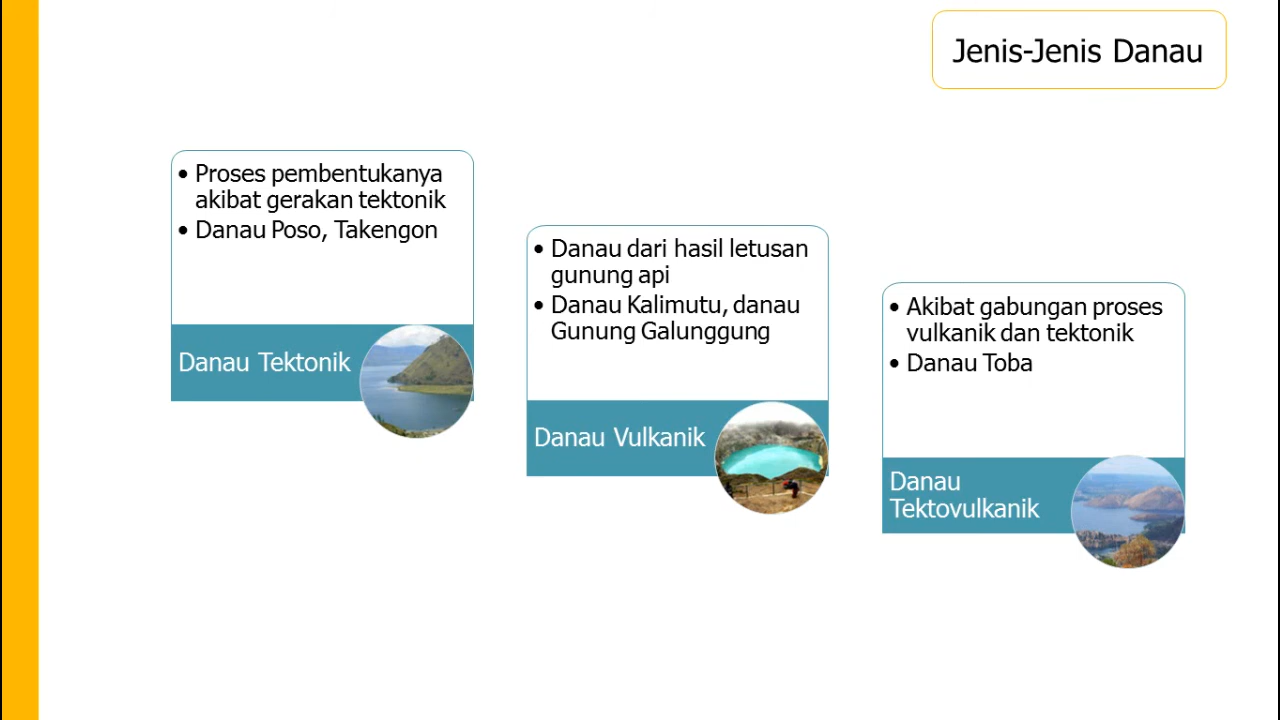 Jenis-Jenis Danau
• Proses pembentukanya
akibat gerakan tektonik
• Danau Poso, Takengon
Danau Tektonik
• Danau dari hasil letusan
gunung api
• Danau Kalimutu, danau
Gunung Galunggung
Danau Vulkanik
• Akibat gabungan proses
vulkanik dan tektonik
• Danau Toba
Danau
Tektovulkanik